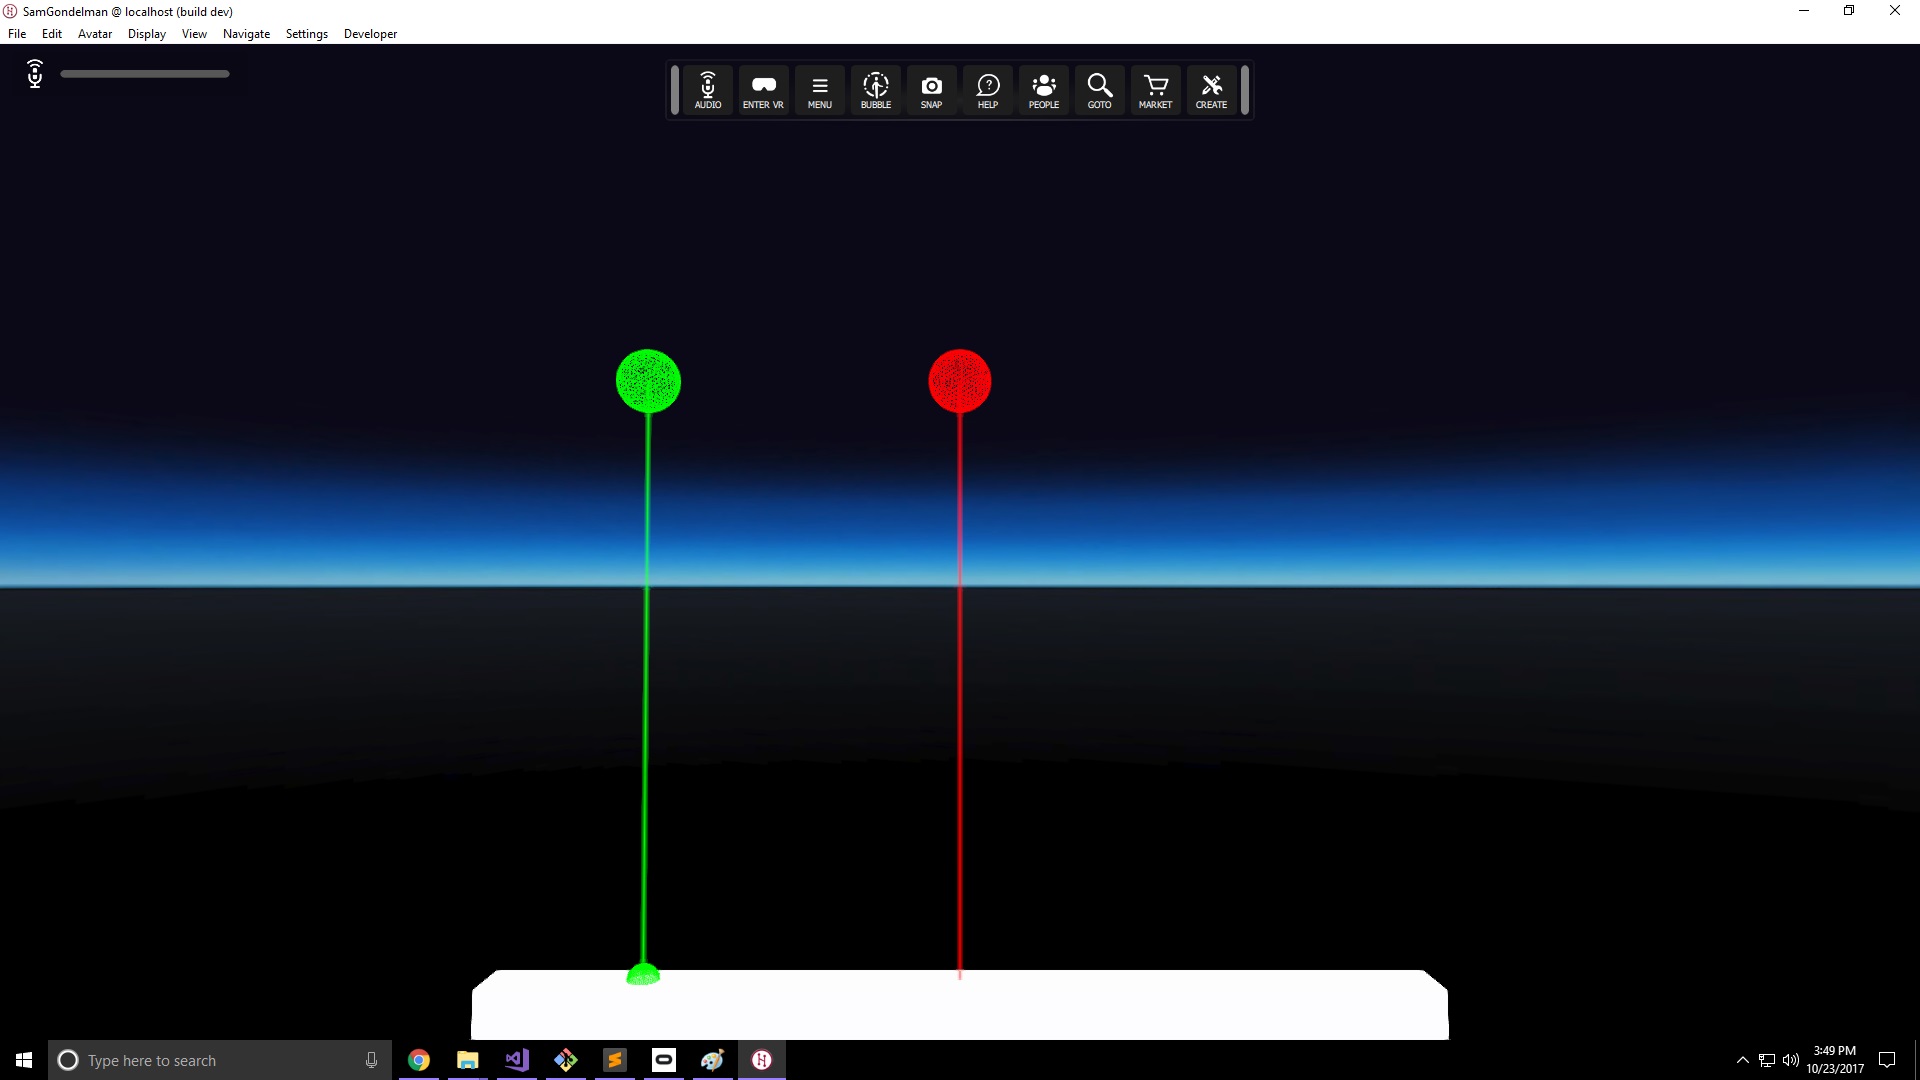 SamGondelman @ localhost (build dev)
File Edit Avatar Display View Navigate Settings Developer
AUDIO ENTER VR MENU BUBBLE SNAP HELP PEOPLE GOTO MARKET CREATE
Type here to search
3:49 PM
10/23/2017